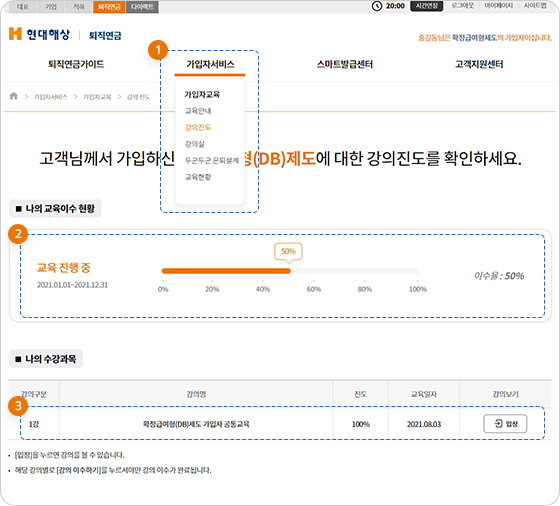 대표 기업 자하 퇴직연금 다이렉트
20:00 시간연장 로그아웃 마이페이지 사이트맵
현대해상 퇴직연금
홍길동님은 확정급여형제도의 가입자이십니다.
1
퇴직연금가이드 가입자서비스 스마트발급센터 고객지원센터
가입자서비스 > 가입자교육 > 강의 진도
가입자교육
교육안내
강의진도
강의실
두근두근 은퇴설계
교육현황
고객님께서 가입하신 형(DB)제도에 대한 강의진도를 확인하세요.
■ 나의 교육이수 현황
2
50%
교육 진행 중
2021.01.01~2021.12.31
0% 20% 40% 60% 80% 100%
이수율 : 50%
■ 나의 수강과목
강의구분 강의명 진도 교육일자 강의보기
3
1강 확정급여형(DB)제도 가입자 공통교육 100% 2021.08.03 입장
• [입장]을 누르면 강의를 볼 수 있습니다.
• 해당 강의별로 [강의 이수하기]를 누르셔야만 강의 이수가 완료됩니다.